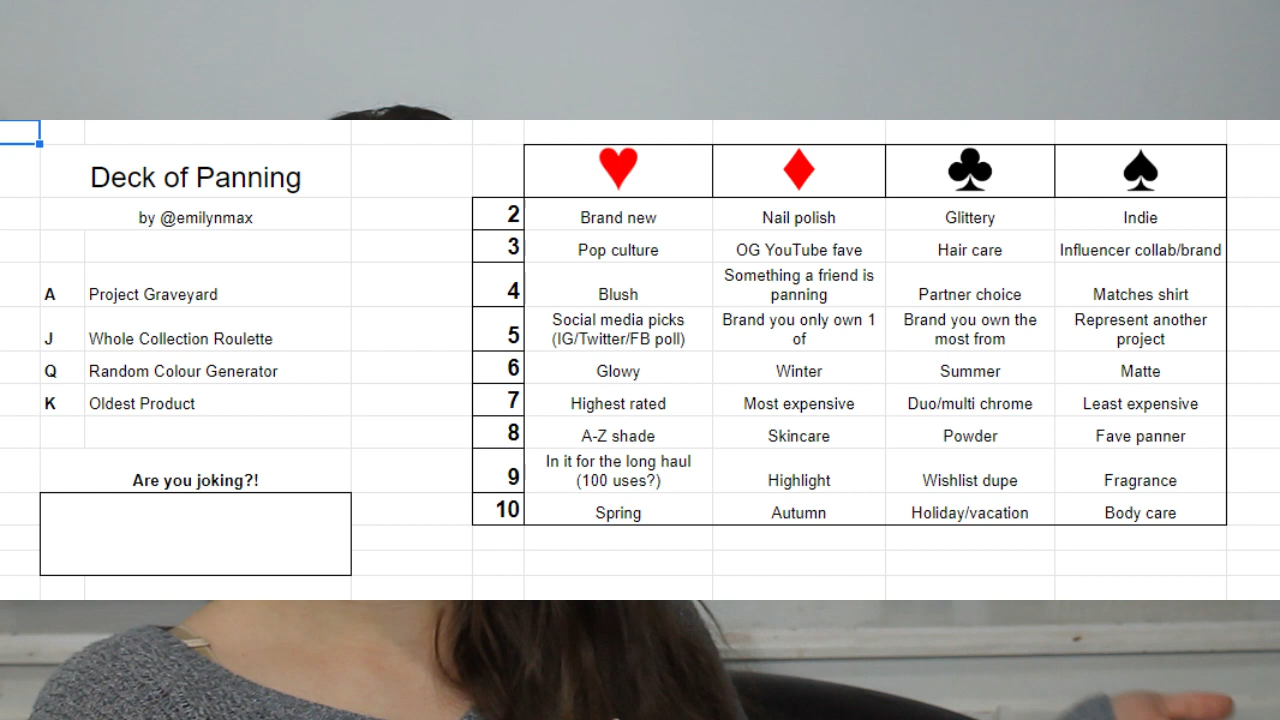 Deck of Panning
by @emilynmax
A Project Graveyard
J Whole Collection Roulette
Q Random Colour Generator
K Oldest Product
Are you joking?!
♥ ♦ ♣ ♠
2 Brand new Nail polish Glittery Indie
3 Pop culture OG YouTube fave Hair care Influencer collab/brand
4 Blush Something a friend is panning Partner choice Matches shirt
5 Social media picks (IG/Twitter/FB poll) Brand you only own 1 of Brand you own the most from Represent another project
6 Glowy Winter Summer Matte
7 Highest rated Most expensive Duo/multi chrome Least expensive
8 A-Z shade Skincare Powder Fave panner
9 In it for the long haul (100 uses?) Highlight Wishlist dupe Fragrance
10 Spring Autumn Holiday/vacation Body care